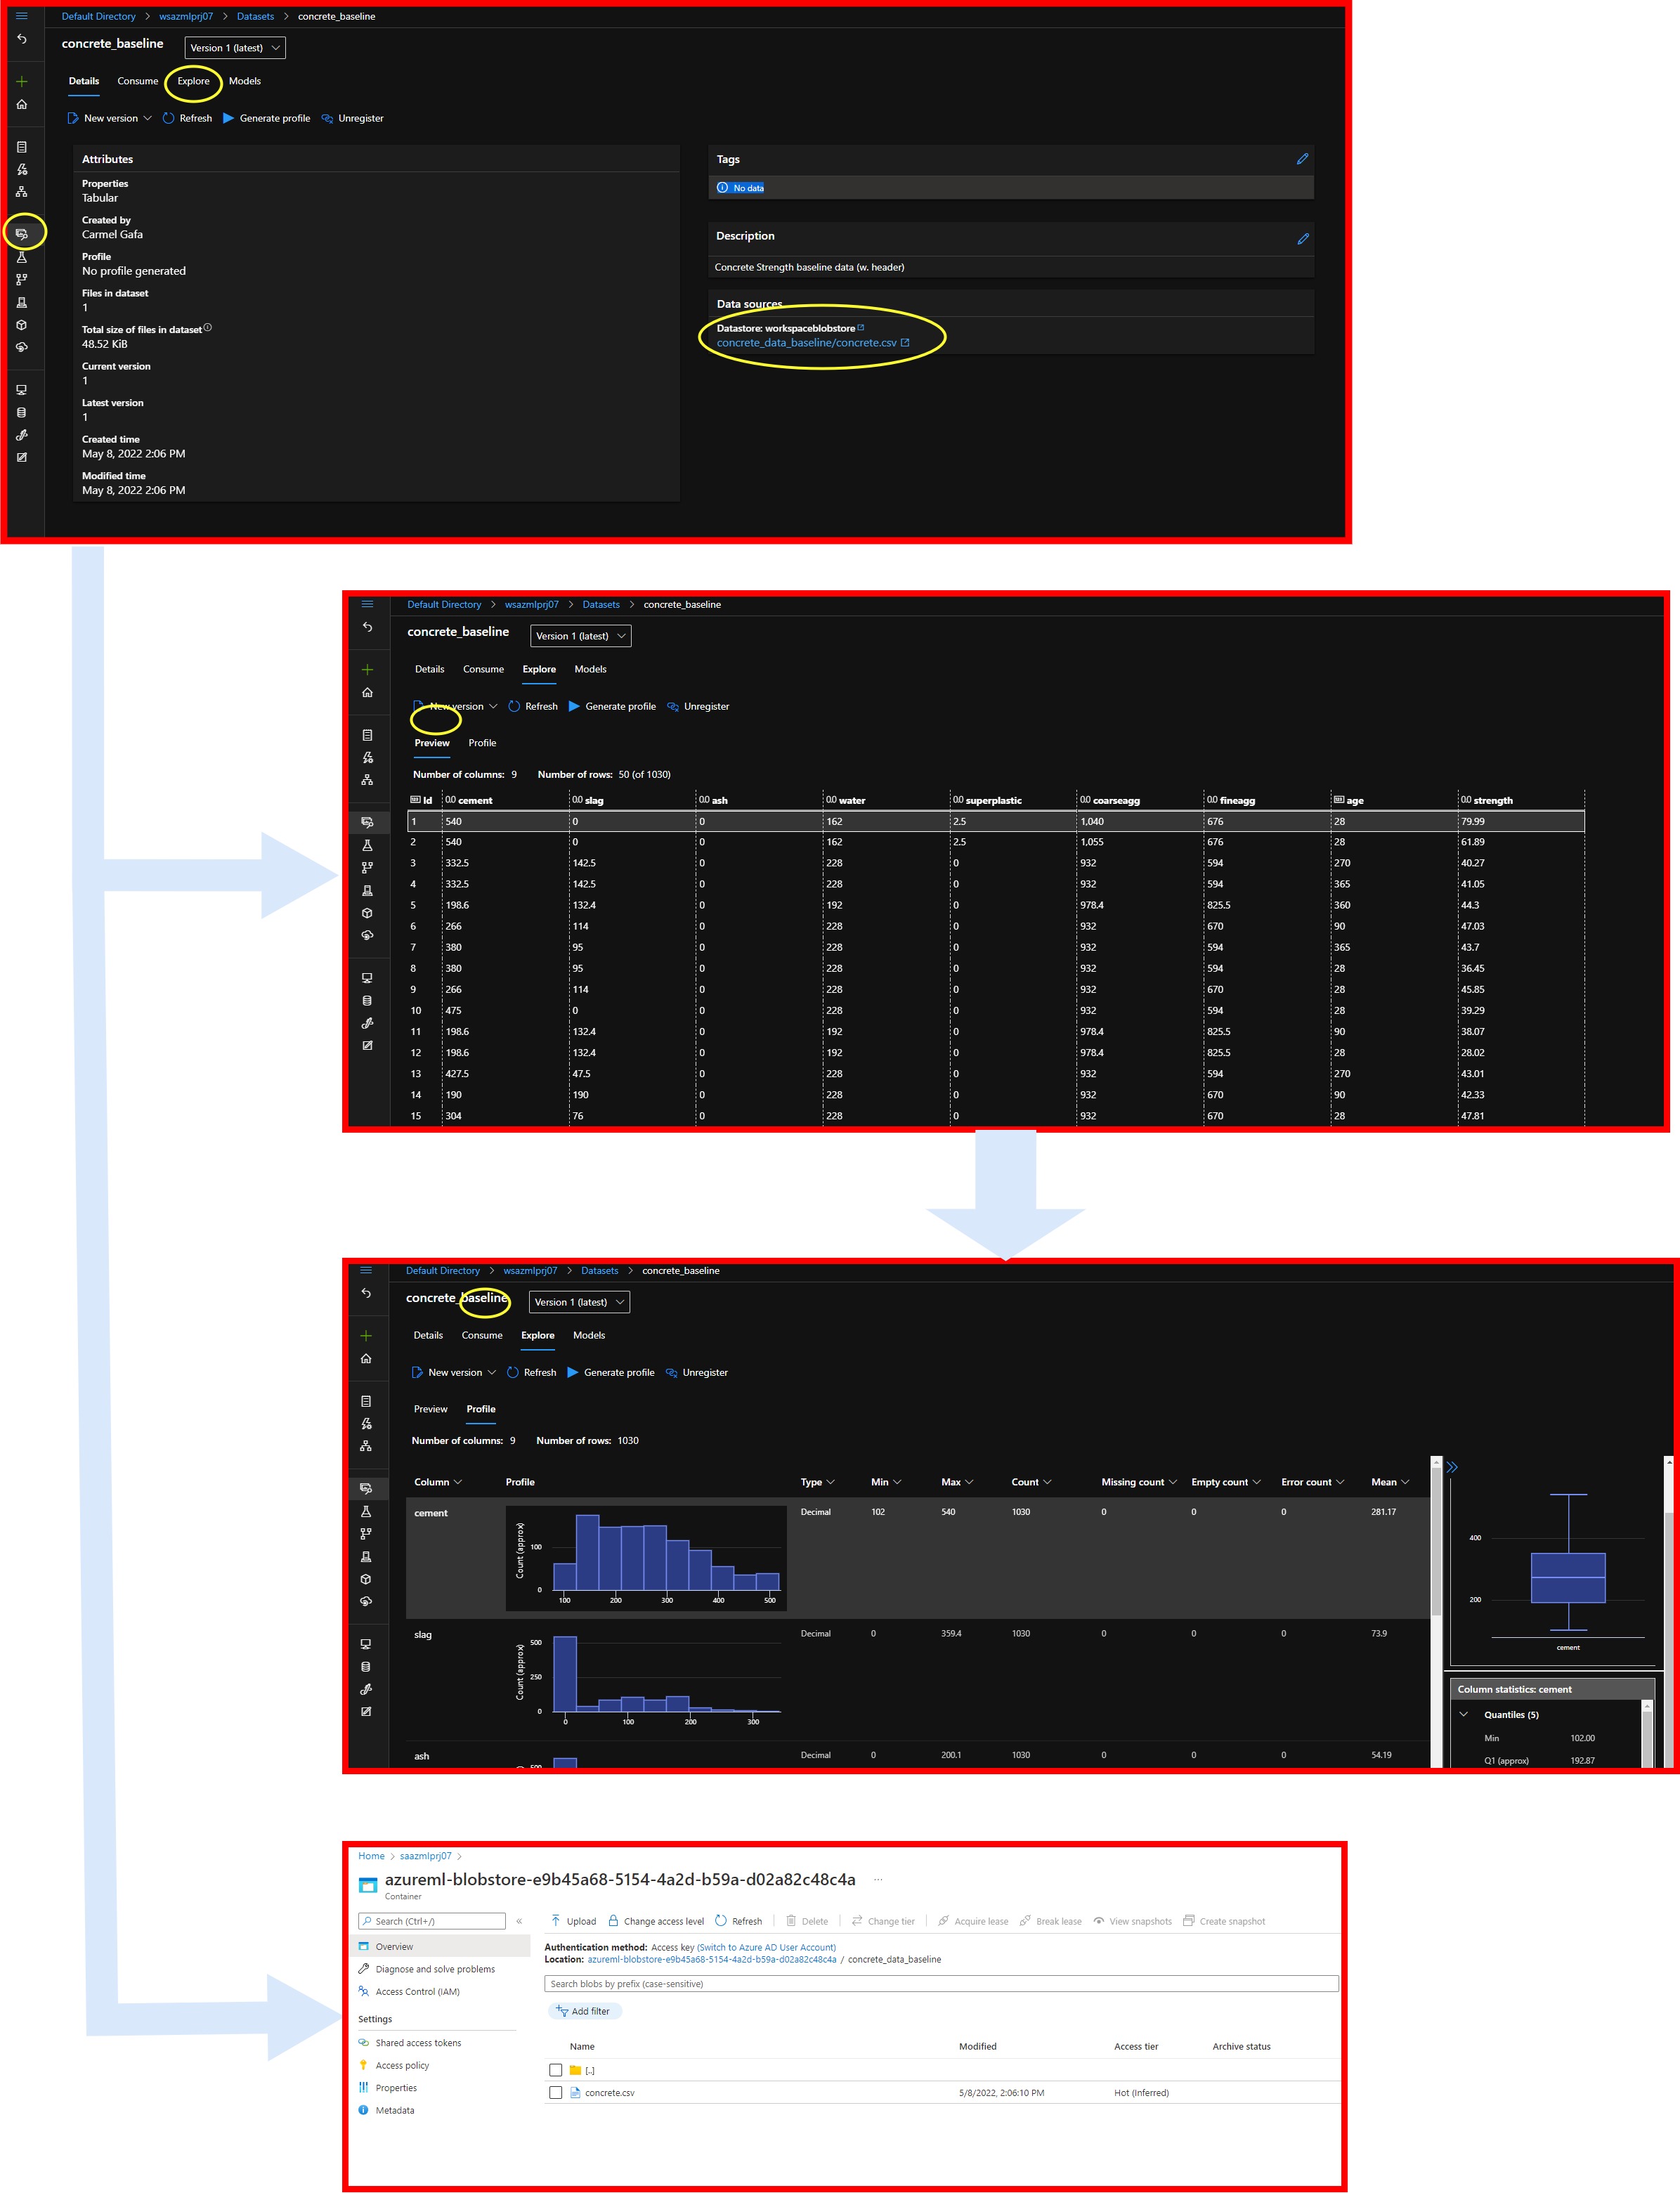 Default Directory > wsazmlprj07 > Datasets > concrete_baseline
concrete_baseline Version 1 (latest)
Details Consume Explore Models
New version Refresh Generate profile Unregister
Attributes
Properties
Tabular
Created by
Carmel Gafa
Profile
No profile generated
Files in dataset
1
Total size of files in dataset
48.52 KiB
Current version
1
Latest version
1
Created time
May 8, 2022 2:06 PM
Modified time
May 8, 2022 2:06 PM
Tags
No data
Description
Concrete Strength baseline data (w. header)
Data sources
Datastore: workspaceblobstore
concrete_data_baseline/concrete.csv
Default Directory > wsazmlprj07 > Datasets > concrete_baseline
concrete_baseline Version 1 (latest)
Details Consume Explore Models
New version Refresh Generate profile Unregister
Preview Profile
Number of columns: 9 Number of rows: 50 (of 1030)
Id 0.0 cement 0.0 slag 0.0 ash 0.0 water 0.0 superplastic 0.0 coarseagg 0.0 fineagg age 0.0 strength
1 540 0 0 162 2.5 1,040 676 28 79.99
2 540 0 0 162 2.5 1,055 676 28 61.89
3 332.5 142.5 0 228 0 932 594 270 40.27
4 332.5 142.5 0 228 0 932 594 365 41.05
5 198.6 132.4 0 192 0 978.4 825.5 360 44.3
6 266 114 0 228 0 932 670 90 47.03
7 380 95 0 228 0 932 594 365 43.7
8 380 95 0 228 0 932 594 28 36.45
9 266 114 0 228 0 932 670 28 45.85
10 475 0 0 228 0 932 594 28 39.29
11 198.6 132.4 0 192 0 978.4 825.5 90 38.07
12 198.6 132.4 0 192 0 978.4 825.5 28 28.02
13 427.5 47.5 0 228 0 932 594 270 43.01
14 190 190 0 228 0 932 670 90 42.33
15 304 76 0 228 0 932 670 28 47.81
Default Directory > wsazmlprj07 > Datasets > concrete_baseline
concrete_baseline Version 1 (latest)
Details Consume Explore Models
New version Refresh Generate profile Unregister
Preview Profile
Number of columns: 9 Number of rows: 1030
Column Profile Type Min Max Count Missing count Empty count Error count Mean
cement Decimal 102 540 1030 0 0 0 281.17
Count (approx)
100
0
100 200 300 400 500
slag Decimal 0 359.4 1030 0 0 0 73.9
Count (approx)
500
250
0
0 100 200 300
ash Decimal 0 200.1 1030 0 0 0 54.19
500
400
200
cement
Column statistics: cement
Quantiles (5)
Min 102.00
Q1 (approx) 192.87
Home > saazmlprj07 >
azureml-blobstore-e9b45a68-5154-4a2d-b59a-d02a82c48c4a ...
Container
Search (Ctrl+/) «
Upload Change access level Refresh Delete Change tier Acquire lease Break lease View snapshots Create snapshot
Overview
Diagnose and solve problems
Access Control (IAM)
Settings
Shared access tokens
Access policy
Properties
Metadata
Authentication method: Access key (Switch to Azure AD User Account)
Location: azureml-blobstore-e9b45a68-5154-4a2d-b59a-d02a82c48c4a / concrete_data_baseline
Search blobs by prefix (case-sensitive)
Add filter
Name Modified Access tier Archive status
[..]
concrete.csv 5/8/2022, 2:06:10 PM Hot (Inferred)